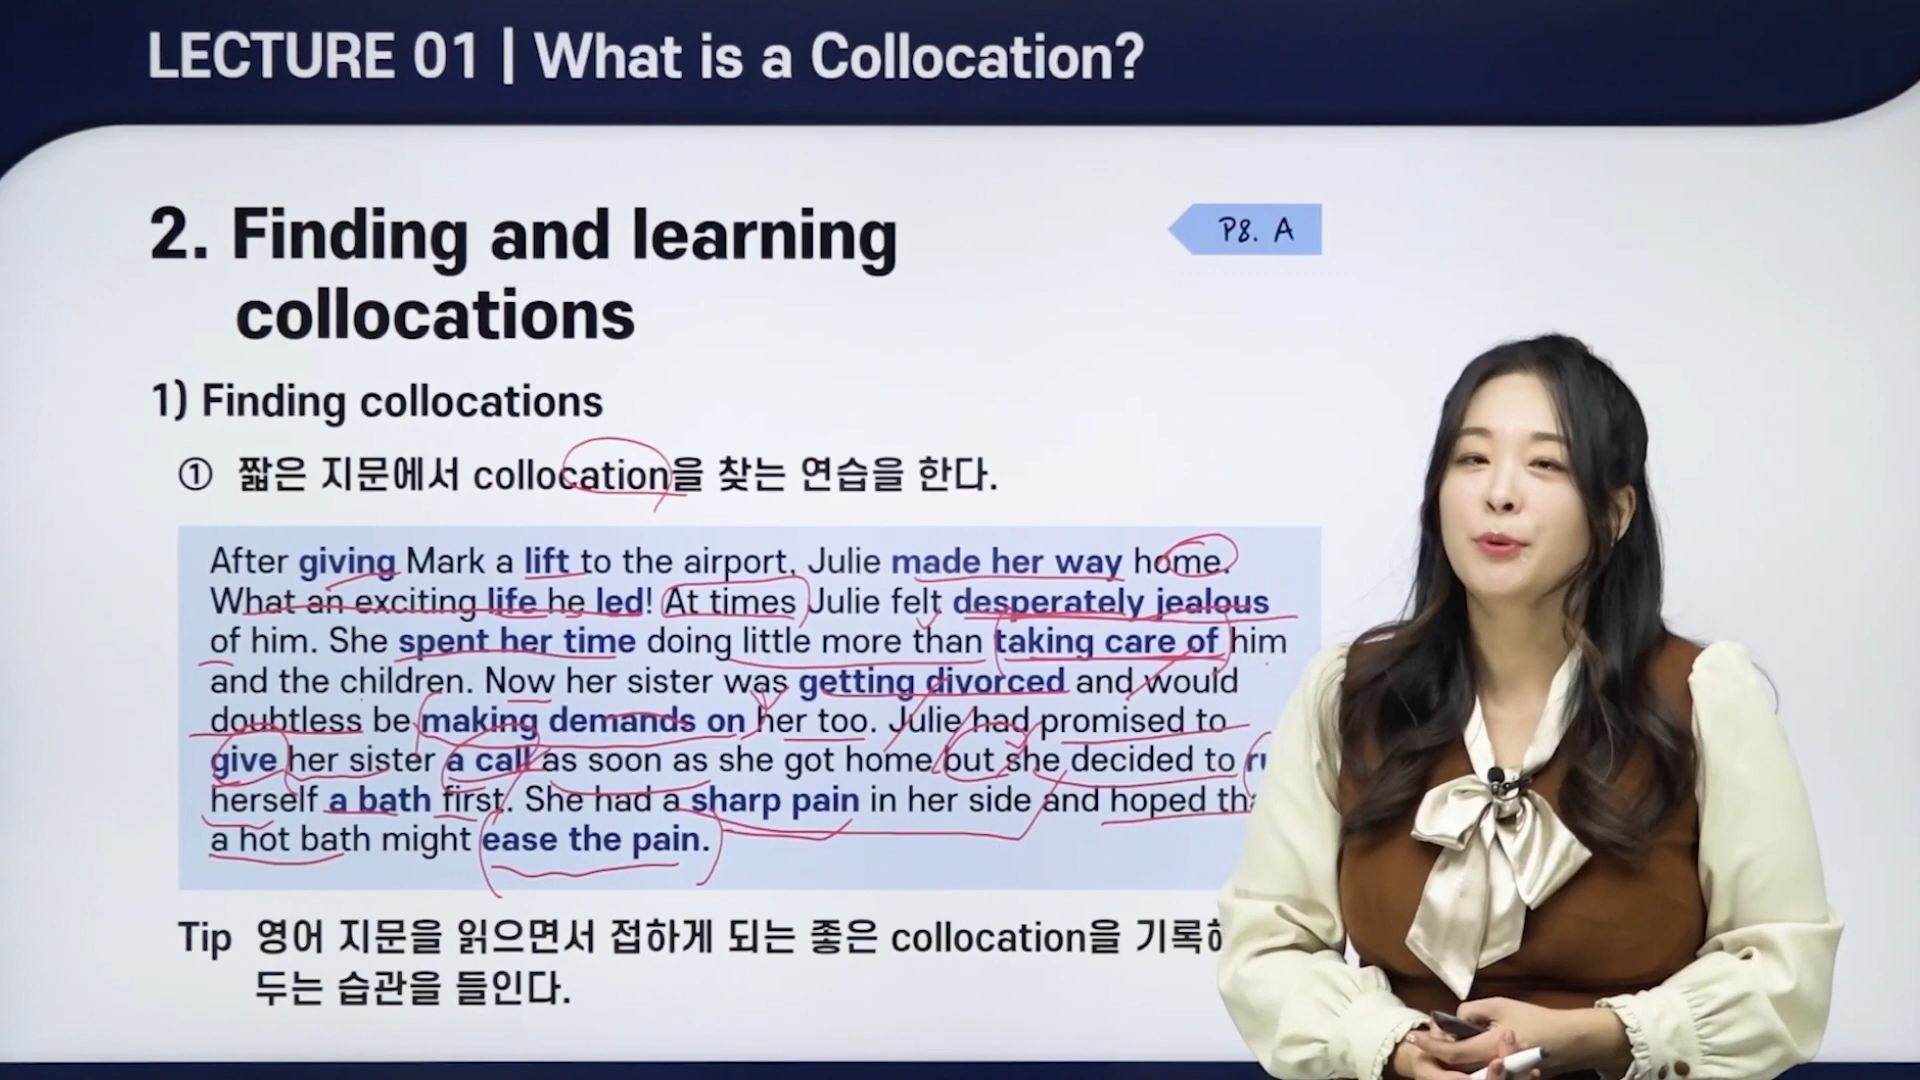 LECTURE 01 | What is a Collocation?
2. Finding and learning
collocations
P8. A
1) Finding collocations
① 짧은 지문에서 collocation을 찾는 연습을 한다.
After giving Mark a lift to the airport, Julie made her way home.
What an exciting life he led! At times Julie felt desperately jealous
of him. She spent her time doing little more than taking care of him
and the children. Now her sister was getting divorced and would
doubtless be making demands on her too. Julie had promised to
give her sister a call as soon as she got home but she decided to
herself a bath first. She had a sharp pain in her side and hoped
a hot bath might ease the pain.
Tip 영어 지문을 읽으면서 접하게 되는 좋은 collocation을
두는 습관을 들인다.